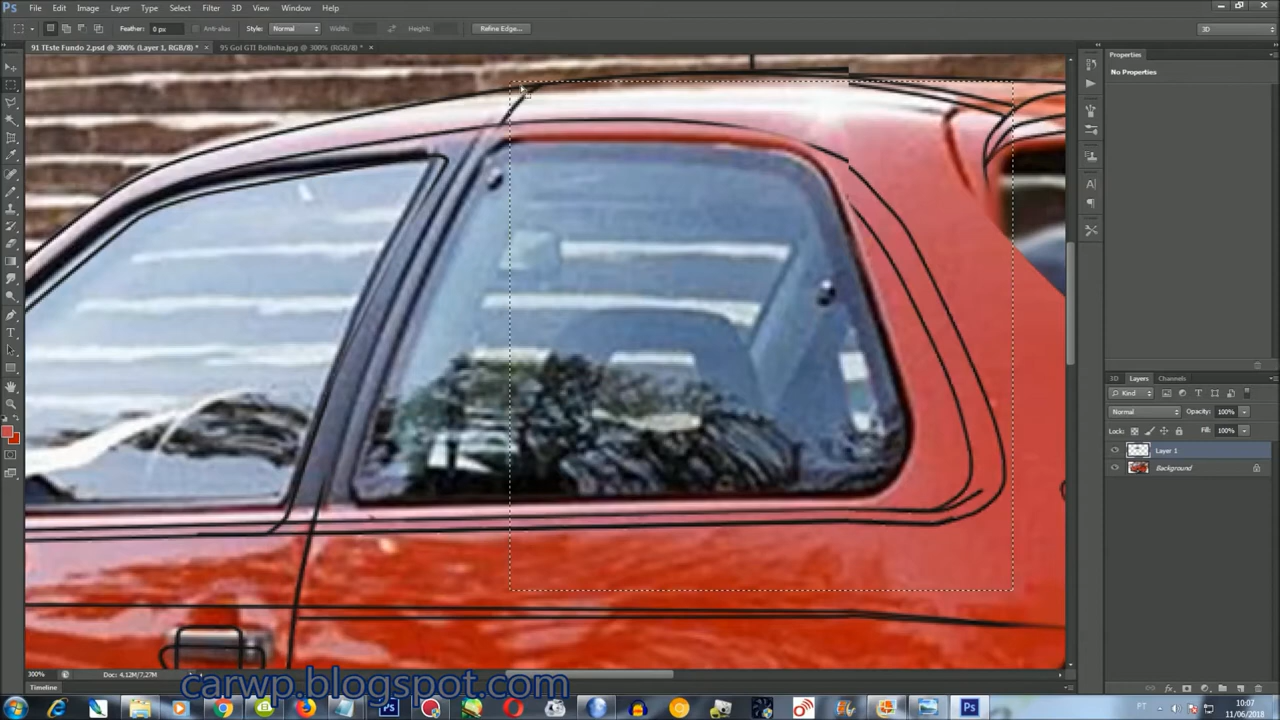 Ps File Edit Image Layer Type Select Filter 3D View Window Help
Feather: 0 px Anti-alias Style: Normal Width: Height: Refine Edge... 3D
91 TEste Fundo 2.psd @ 300% (Layer 1, RGB/8) * × 95 Gol GTI Bolinha.jpg @ 300% (RGB/8) * ×
Properties
No Properties
3D Layers Channels
Kind
Normal Opacity: 100%
Lock: Fill: 100%
Layer 1
Background
300% Doc: 4.12M/7.27M
Timeline
carwp.blogspot.com
PT 10:07
11/06/2018